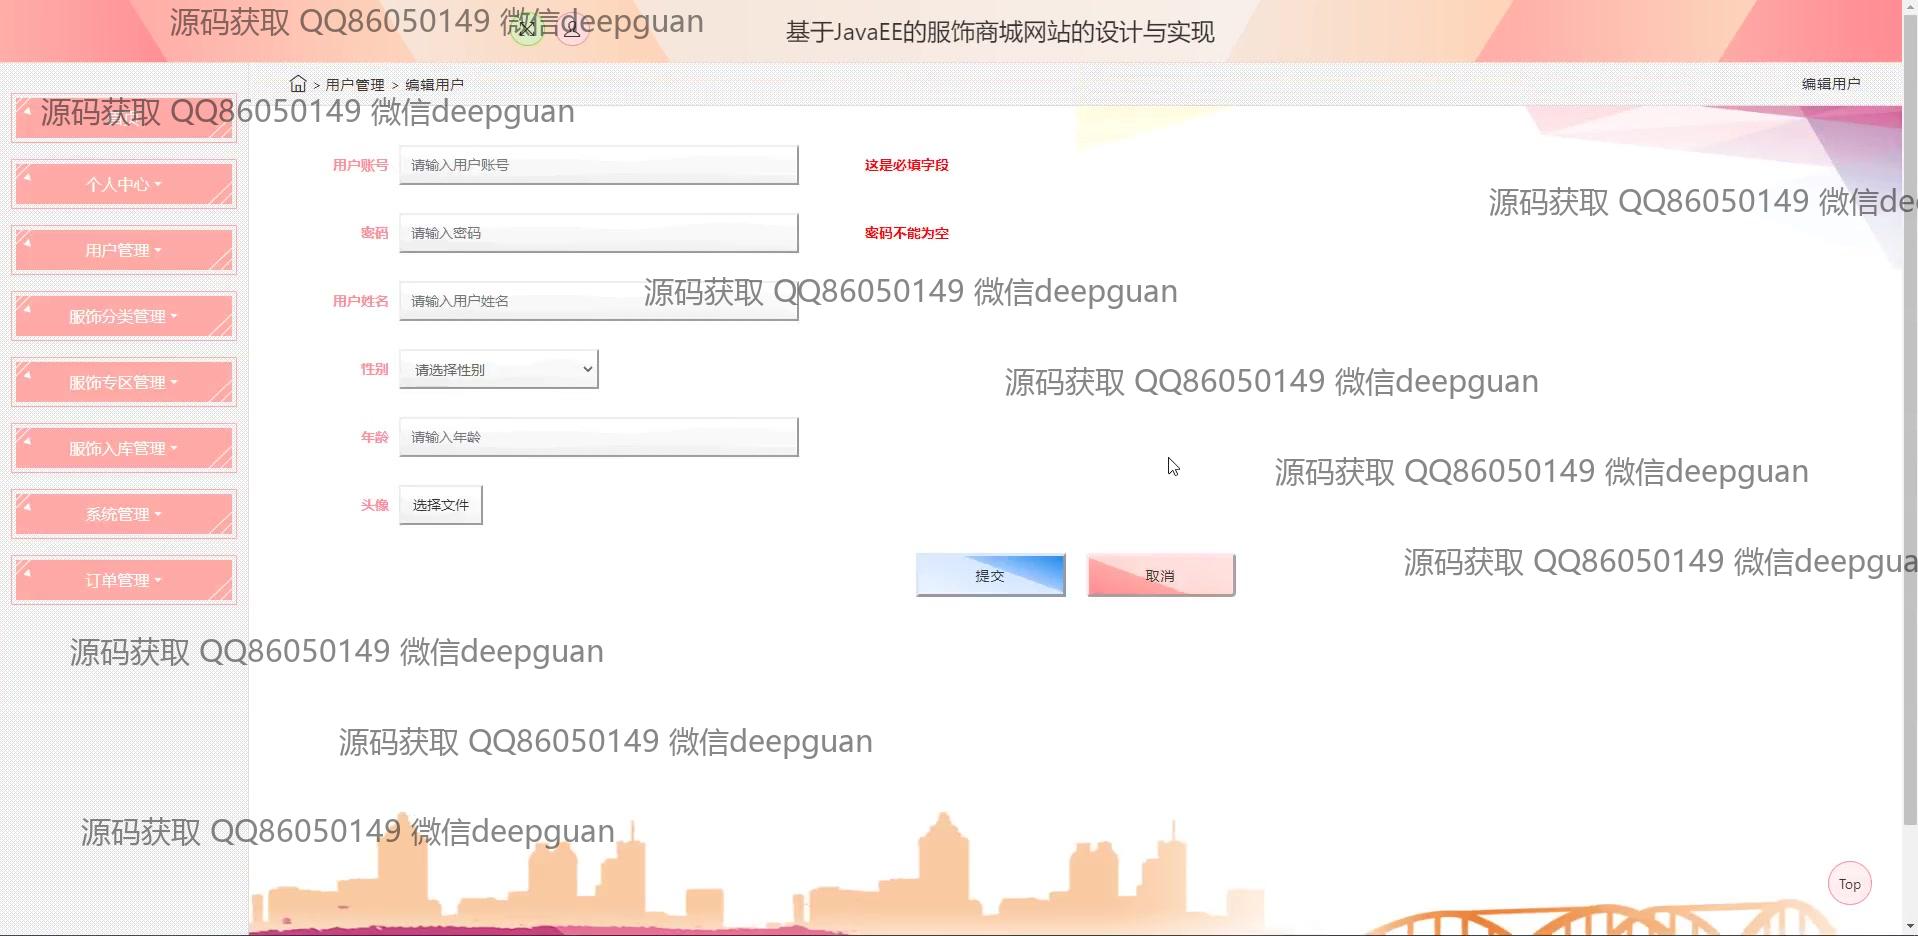 源码获取 QQ86050149 微信deepguan
基于JavaEE的服饰商城网站的设计与实现
> 用户管理 > 编辑用户
编辑用户
源码获取 QQ86050149 微信deepguan
个人中心
用户管理
服饰分类管理
服饰专区管理
服饰入库管理
系统管理
订单管理
用户账号 请输入用户账号 这是必填字段
源码获取 QQ86050149 微信dee
密码 请输入密码 密码不能为空
用户姓名 请输入用户姓名
源码获取 QQ86050149 微信deepguan
性别 请选择性别
源码获取 QQ86050149 微信deepguan
年龄 请输入年龄
源码获取 QQ86050149 微信deepguan
头像 选择文件
提交 取消
源码获取 QQ86050149 微信deepgua
源码获取 QQ86050149 微信deepguan
源码获取 QQ86050149 微信deepguan
源码获取 QQ86050149 微信deepguan
Top